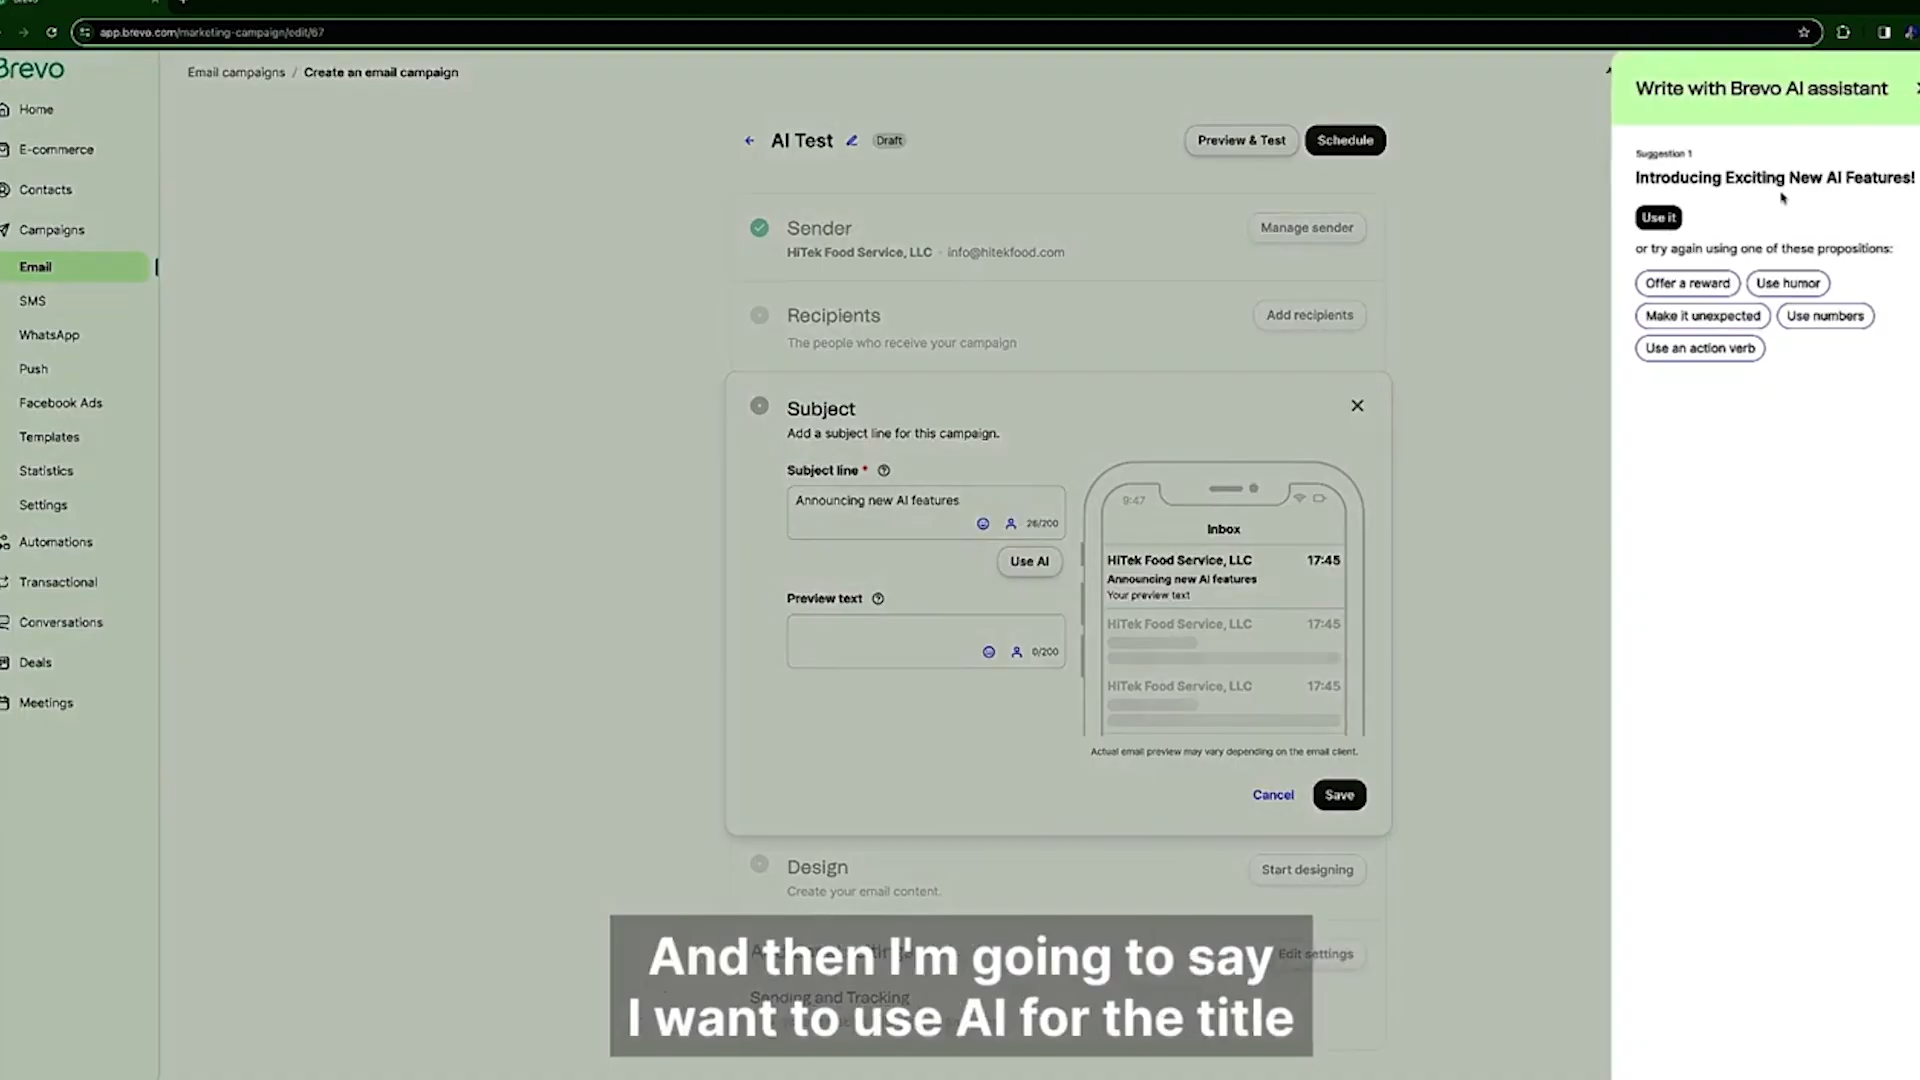 app.brevo.com/marketing-campaign/edit/67
Brevo
Home
E-commerce
Contacts
Campaigns
Email
SMS
WhatsApp
Push
Facebook Ads
Templates
Statistics
Settings
Automations
Transactional
Conversations
Deals
Meetings
Email campaigns / Create an email campaign
AI Test
Draft
Preview & Test
Schedule
Sender
HiTek Food Service, LLC · info@hitekfood.com
Manage sender
Recipients
The people who receive your campaign
Add recipients
Subject
Add a subject line for this campaign.
Subject line *
Announcing new AI features
26/200
Use AI
Preview text
0/200
9:47
Inbox
HiTek Food Service, LLC 17:45
Announcing new AI features
Your preview text
HiTek Food Service, LLC 17:45
HiTek Food Service, LLC 17:45
Actual email preview may vary depending on the email client.
Cancel
Save
Design
Create your email content.
Start designing
Edit settings
Sending and Tracking
And then I'm going to say
I want to use AI for the title
Write with Brevo AI assistant
Suggestion 1
Introducing Exciting New AI Features!
Use it
or try again using one of these propositions:
Offer a reward
Use humor
Make it unexpected
Use numbers
Use an action verb